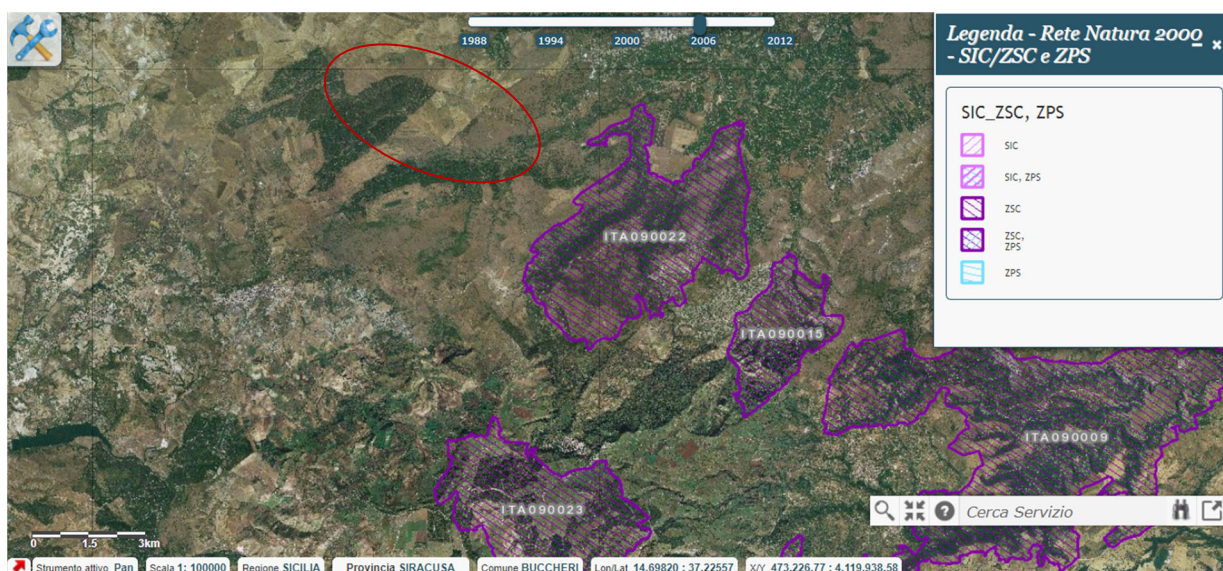 1988 1994 2000 2006 2012
Legenda - Rete Natura 2000
- SIC/ZSC e ZPS
SIC_ZSC, ZPS
SIC
SIC, ZPS
ZSC
ZSC,
ZPS
ZPS
ITA090022
ITA090015
ITA090009
ITA090023
Cerca Servizio
0 1.5 3km
Strumento attivo Pan Scala 1: 100000 Regione SICILIA Provincia SIRACUSA Comune BUCCHERI Lon/Lat 14.69820 : 37.22557 X/Y 473,226.77 : 4,119,938.58